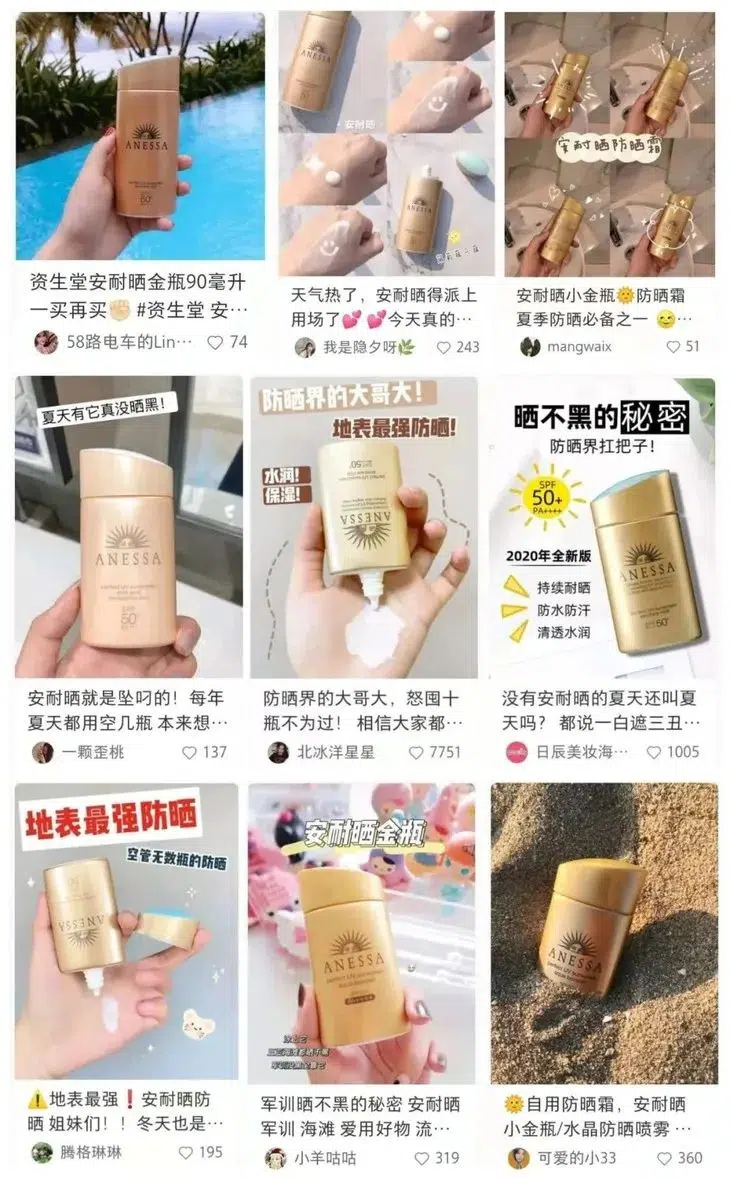 ANESSA
50+
资生堂安耐晒金瓶90毫升
一买再买✊ #资生堂 安…
58路电车的Lin… ♡ 74
安耐晒
ANESSA
ANESSA
天气热了，安耐晒得派上
用场了💕💕今天真的…
我是隐夕呀🌿 ♡ 243
安耐晒防晒霜
安耐晒小金瓶🌞防晒霜
夏季防晒必备之一 😉…
mangwaix ♡ 51
夏天有它真没晒黑！
ANESSA
SPF
50+
安耐晒就是坠叼的！每年
夏天都用空几瓶 本来想…
一颗歪桃 ♡ 137
防晒界的大哥大！
地表最强防晒！
水润！
保湿！
50+
ANESSA
防晒界的大哥大，怒囤十
瓶不为过！ 相信大家都…
北冰洋星星 ♡ 7751
晒不黑的秘密
防晒界扛把子！
SPF
50+
PA++++
2020年全新版
持续耐晒
防水防汗
清透水润
ANESSA
SPF 50+
没有安耐晒的夏天还叫夏
天吗？ 都说一白遮三丑…
日辰美妆海… ♡ 1005
地表最强防晒
空管无数瓶的防晒
ANESSA
⚠️地表最强❗安耐晒防
晒 姐妹们！！冬天也是…
腾格琳琳 ♡ 195
安耐晒金瓶
ANESSA
军训晒不黑的秘密 安耐晒
军训 海滩 爱用好物 流…
小羊咕咕 ♡ 319
ANESSA
🌞自用防晒霜，安耐晒
小金瓶/水晶防晒喷雾 …
可爱的小33 ♡ 360